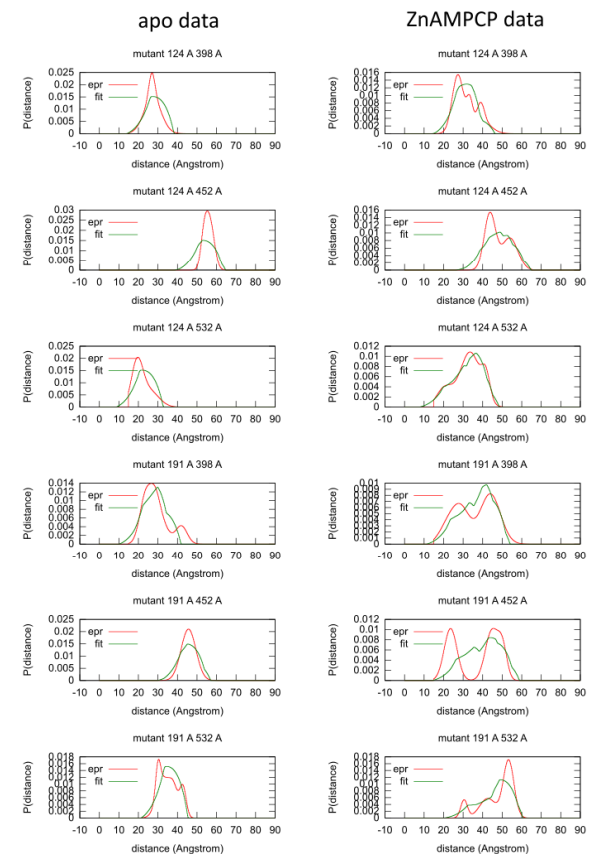 apo data
ZnAMPCP data
mutant 124 A 398 A
P(distance)
0.025
0.02
0.015
0.01
0.005
0
epr
fit
-10 0 10 20 30 40 50 60 70 80 90
distance (Angstrom)
mutant 124 A 398 A
P(distance)
0.016
0.014
0.012
0.01
0.008
0.006
0.004
0.002
0
epr
fit
-10 0 10 20 30 40 50 60 70 80 90
distance (Angstrom)
mutant 124 A 452 A
P(distance)
0.03
0.025
0.02
0.015
0.01
0.005
0
epr
fit
-10 0 10 20 30 40 50 60 70 80 90
distance (Angstrom)
mutant 124 A 452 A
P(distance)
0.016
0.014
0.012
0.01
0.008
0.006
0.004
0.002
0
epr
fit
-10 0 10 20 30 40 50 60 70 80 90
distance (Angstrom)
mutant 124 A 532 A
P(distance)
0.025
0.02
0.015
0.01
0.005
0
epr
fit
-10 0 10 20 30 40 50 60 70 80 90
distance (Angstrom)
mutant 124 A 532 A
P(distance)
0.012
0.01
0.008
0.006
0.004
0.002
0
epr
fit
-10 0 10 20 30 40 50 60 70 80 90
distance (Angstrom)
mutant 191 A 398 A
P(distance)
0.014
0.012
0.01
0.008
0.006
0.004
0.002
0
epr
fit
-10 0 10 20 30 40 50 60 70 80 90
distance (Angstrom)
mutant 191 A 398 A
P(distance)
0.01
0.009
0.008
0.007
0.006
0.005
0.004
0.003
0.002
0.001
0
epr
fit
-10 0 10 20 30 40 50 60 70 80 90
distance (Angstrom)
mutant 191 A 452 A
P(distance)
0.025
0.02
0.015
0.01
0.005
0
epr
fit
-10 0 10 20 30 40 50 60 70 80 90
distance (Angstrom)
mutant 191 A 452 A
P(distance)
0.012
0.01
0.008
0.006
0.004
0.002
0
epr
fit
-10 0 10 20 30 40 50 60 70 80 90
distance (Angstrom)
mutant 191 A 532 A
P(distance)
0.018
0.016
0.014
0.012
0.01
0.008
0.006
0.004
0.002
0
epr
fit
-10 0 10 20 30 40 50 60 70 80 90
distance (Angstrom)
mutant 191 A 532 A
P(distance)
0.018
0.016
0.014
0.012
0.01
0.008
0.006
0.004
0.002
0
epr
fit
-10 0 10 20 30 40 50 60 70 80 90
distance (Angstrom)